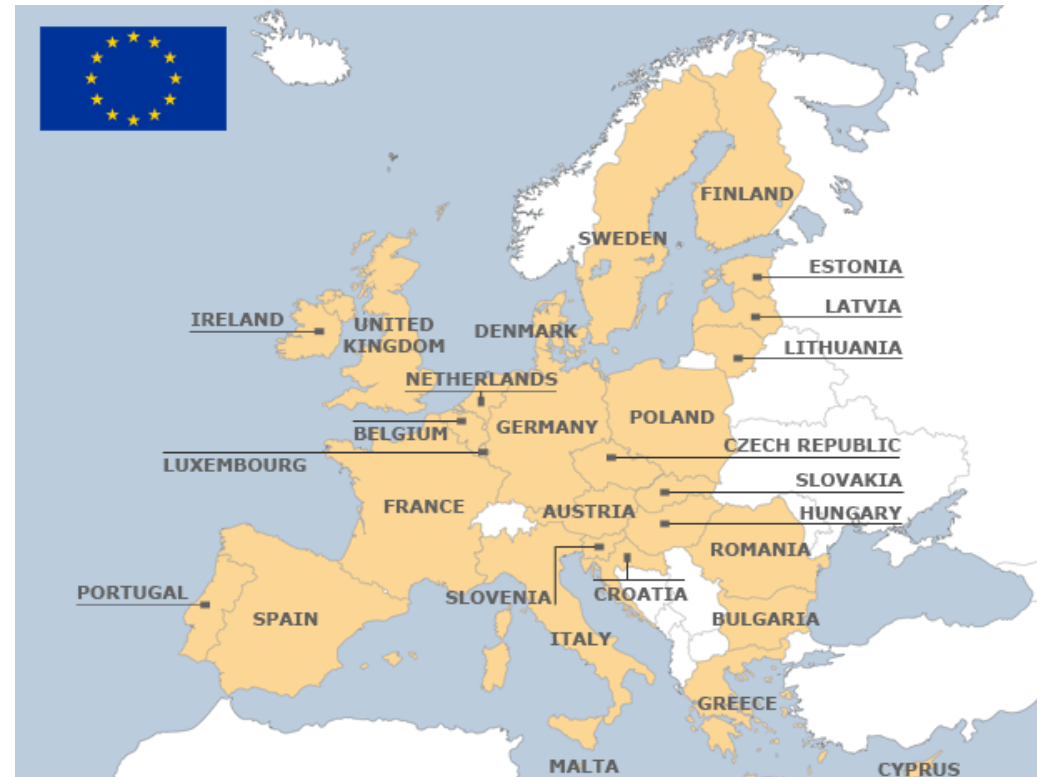 FINLAND
SWEDEN
ESTONIA
LATVIA
LITHUANIA
IRELAND
UNITED
KINGDOM
DENMARK
NETHERLANDS
BELGIUM
LUXEMBOURG
GERMANY
POLAND
CZECH REPUBLIC
SLOVAKIA
HUNGARY
FRANCE
AUSTRIA
ROMANIA
PORTUGAL
SPAIN
SLOVENIA
CROATIA
BULGARIA
ITALY
GREECE
MALTA
CYPRUS